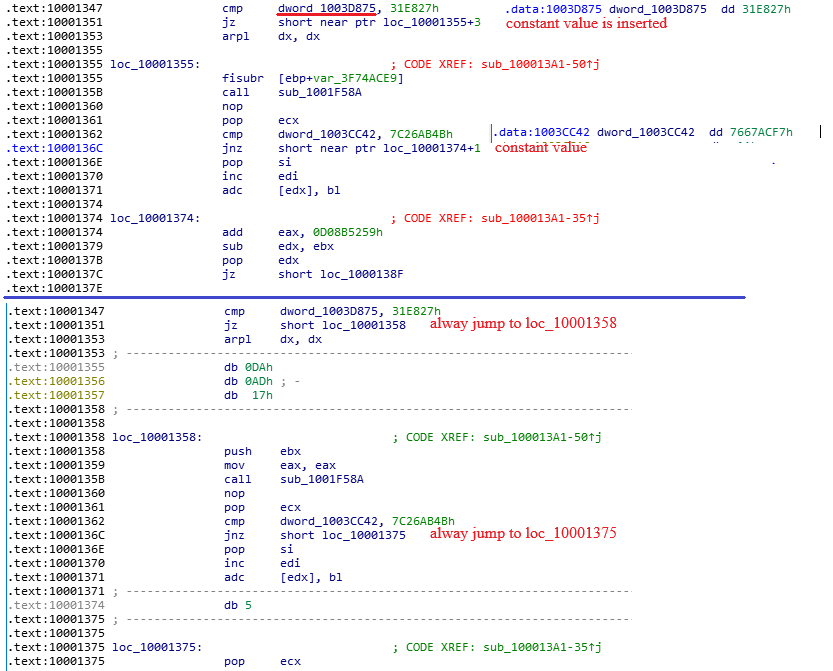 .text:10001347 cmp dword_1003D875, 31E827h .data:1003D875 dword_1003D875 dd 31E827h
.text:10001351 jz short near ptr loc_10001355+3 constant value is inserted
.text:10001353 arpl dx, dx
.text:10001355
.text:10001355 loc_10001355: ; CODE XREF: sub_100013A1-50↑j
.text:10001355 fisubr [ebp+var_3F74ACE9]
.text:1000135B call sub_1001F58A
.text:10001360 nop
.text:10001361 pop ecx
.text:10001362 cmp dword_1003CC42, 7C26AB4Bh .data:1003CC42 dword_1003CC42 dd 7667ACF7h
.text:1000136C jnz short near ptr loc_10001374+1 constant value
.text:1000136E pop si
.text:10001370 inc edi
.text:10001371 adc [edx], bl
.text:10001374
.text:10001374 loc_10001374: ; CODE XREF: sub_100013A1-35↑j
.text:10001374 add eax, 0D08B5259h
.text:10001379 sub edx, ebx
.text:1000137B pop edx
.text:1000137C jz short loc_1000138F
.text:1000137E
.text:10001347 cmp dword_1003D875, 31E827h
.text:10001351 jz short loc_10001358 alway jump to loc_10001358
.text:10001353 arpl dx, dx
.text:10001353 ; ---------------------------------------------------------------------------
.text:10001355 db 0DAh
.text:10001356 db 0ADh ; -
.text:10001357 db 17h
.text:10001358 ; ---------------------------------------------------------------------------
.text:10001358
.text:10001358 loc_10001358: ; CODE XREF: sub_100013A1-50↑j
.text:10001358 push ebx
.text:10001359 mov eax, eax
.text:1000135B call sub_1001F58A
.text:10001360 nop
.text:10001361 pop ecx
.text:10001362 cmp dword_1003CC42, 7C26AB4Bh
.text:1000136C jnz short loc_10001375 alway jump to loc_10001375
.text:1000136E pop si
.text:10001370 inc edi
.text:10001371 adc [edx], bl
.text:10001371 ; ---------------------------------------------------------------------------
.text:10001374 db 5
.text:10001375 ; ---------------------------------------------------------------------------
.text:10001375
.text:10001375 loc_10001375: ; CODE XREF: sub_100013A1-35↑j
.text:10001375 pop ecx